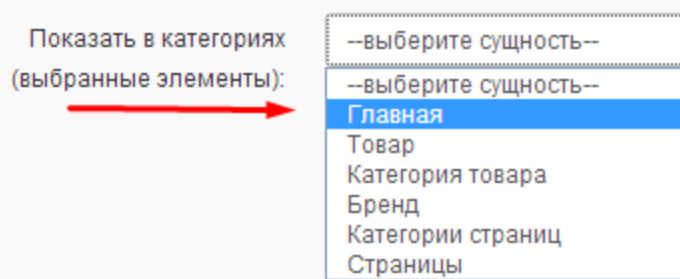 Показать в категориях
(выбранные элементы):
--выберите сущность--
--выберите сущность--
Главная
Товар
Категория товара
Бренд
Категории страниц
Страницы